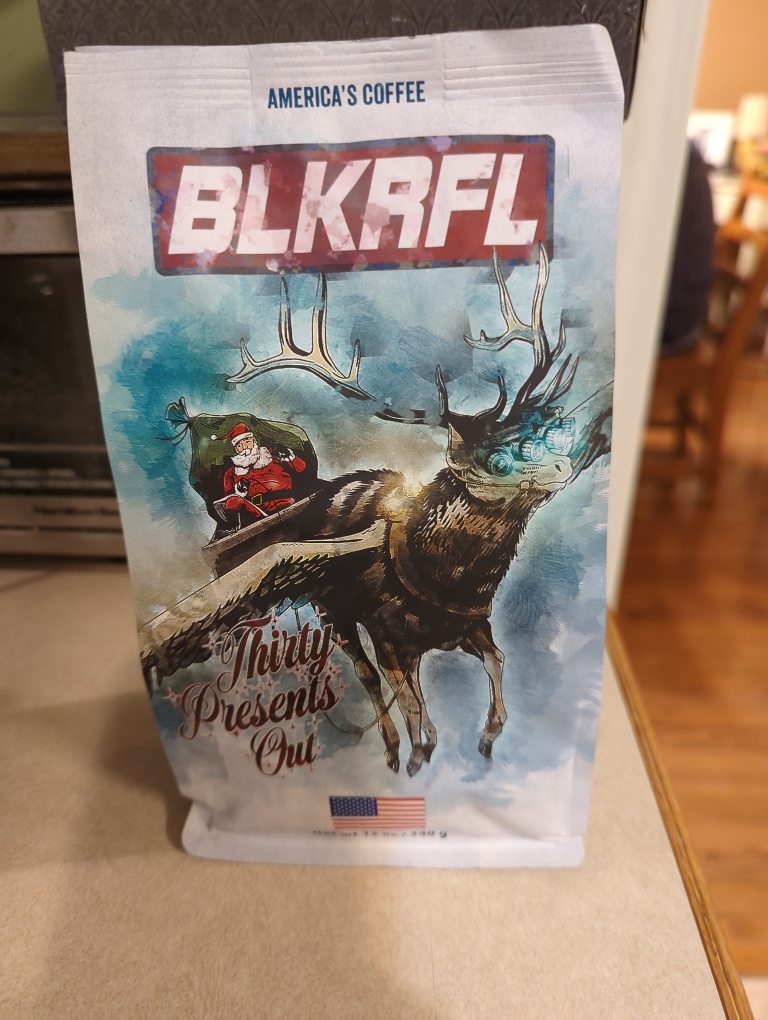 AMERICA'S COFFEE
BLKRFL
Thirty
Presents
Out